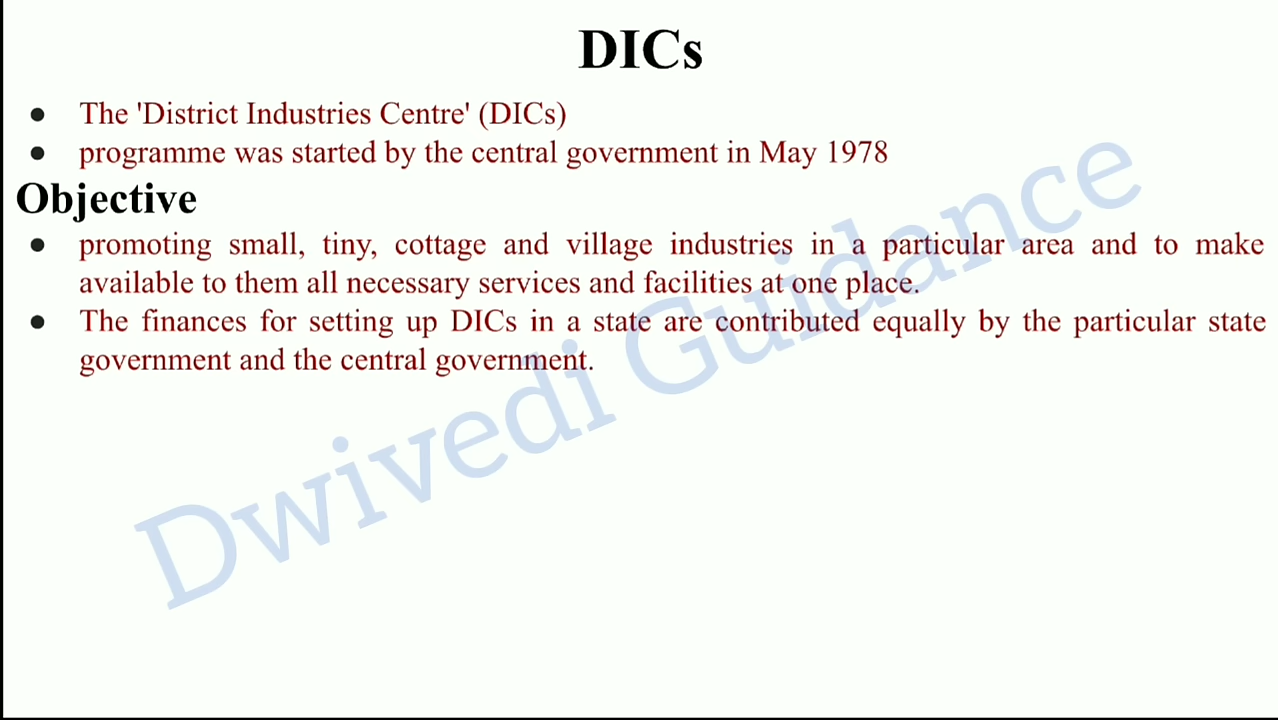 DICs
● The 'District Industries Centre' (DICs)
● programme was started by the central government in May 1978
Objective
● promoting small, tiny, cottage and village industries in a particular area and to make
available to them all necessary services and facilities at one place.
● The finances for setting up DICs in a state are contributed equally by the particular state
government and the central government.
Dwivedi Guidance